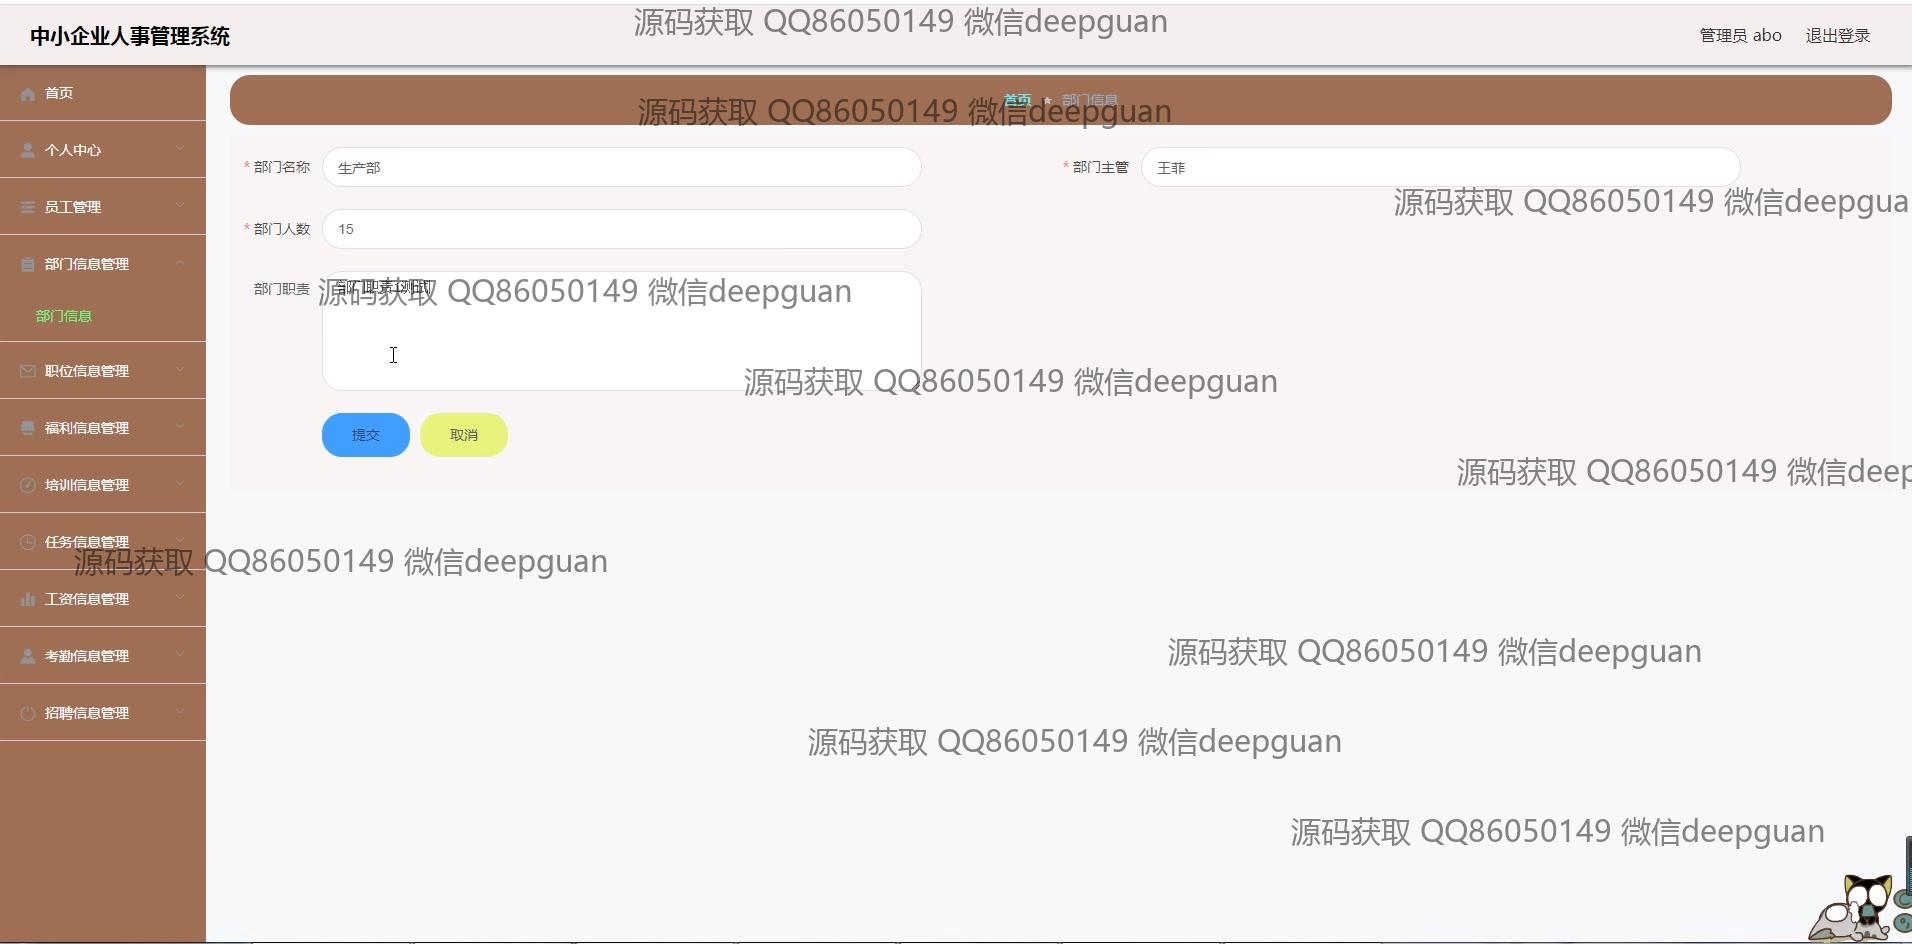 源码获取 QQ86050149 微信deepguan
中小企业人事管理系统
管理员 abo
退出登录
首页
首页 部门信息
源码获取 QQ86050149 微信deepguan
个人中心
* 部门名称 生产部
* 部门主管 王菲
员工管理
源码获取 QQ86050149 微信deepgua
* 部门人数 15
部门信息管理
部门职责
源码获取 QQ86050149 微信deepguan
部门信息
职位信息管理
源码获取 QQ86050149 微信deepguan
福利信息管理
提交 取消
源码获取 QQ86050149 微信deep
培训信息管理
任务信息管理
源码获取 QQ86050149 微信deepguan
工资信息管理
考勤信息管理
源码获取 QQ86050149 微信deepguan
招聘信息管理
源码获取 QQ86050149 微信deepguan
源码获取 QQ86050149 微信deepguan